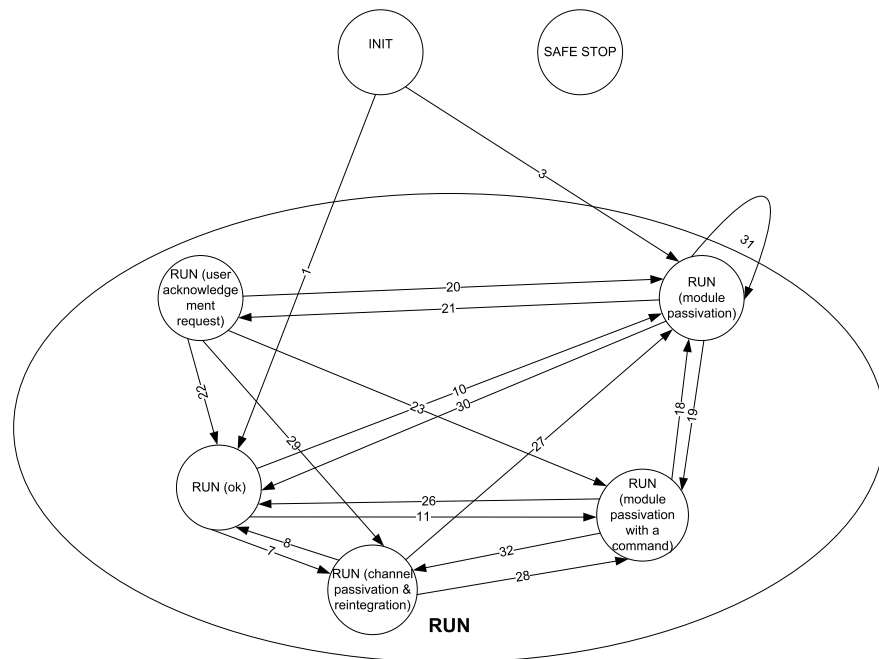 INIT
SAFE STOP
3
31
1
RUN (user
acknowledge
ment
request)
20
21
RUN
(module
passivation)
22
10
23
30
18
19
29
27
RUN (ok)
26
11
RUN
(module
passivation
with a
command)
7
8
32
28
RUN (channel
passivation &
reintegration)
RUN